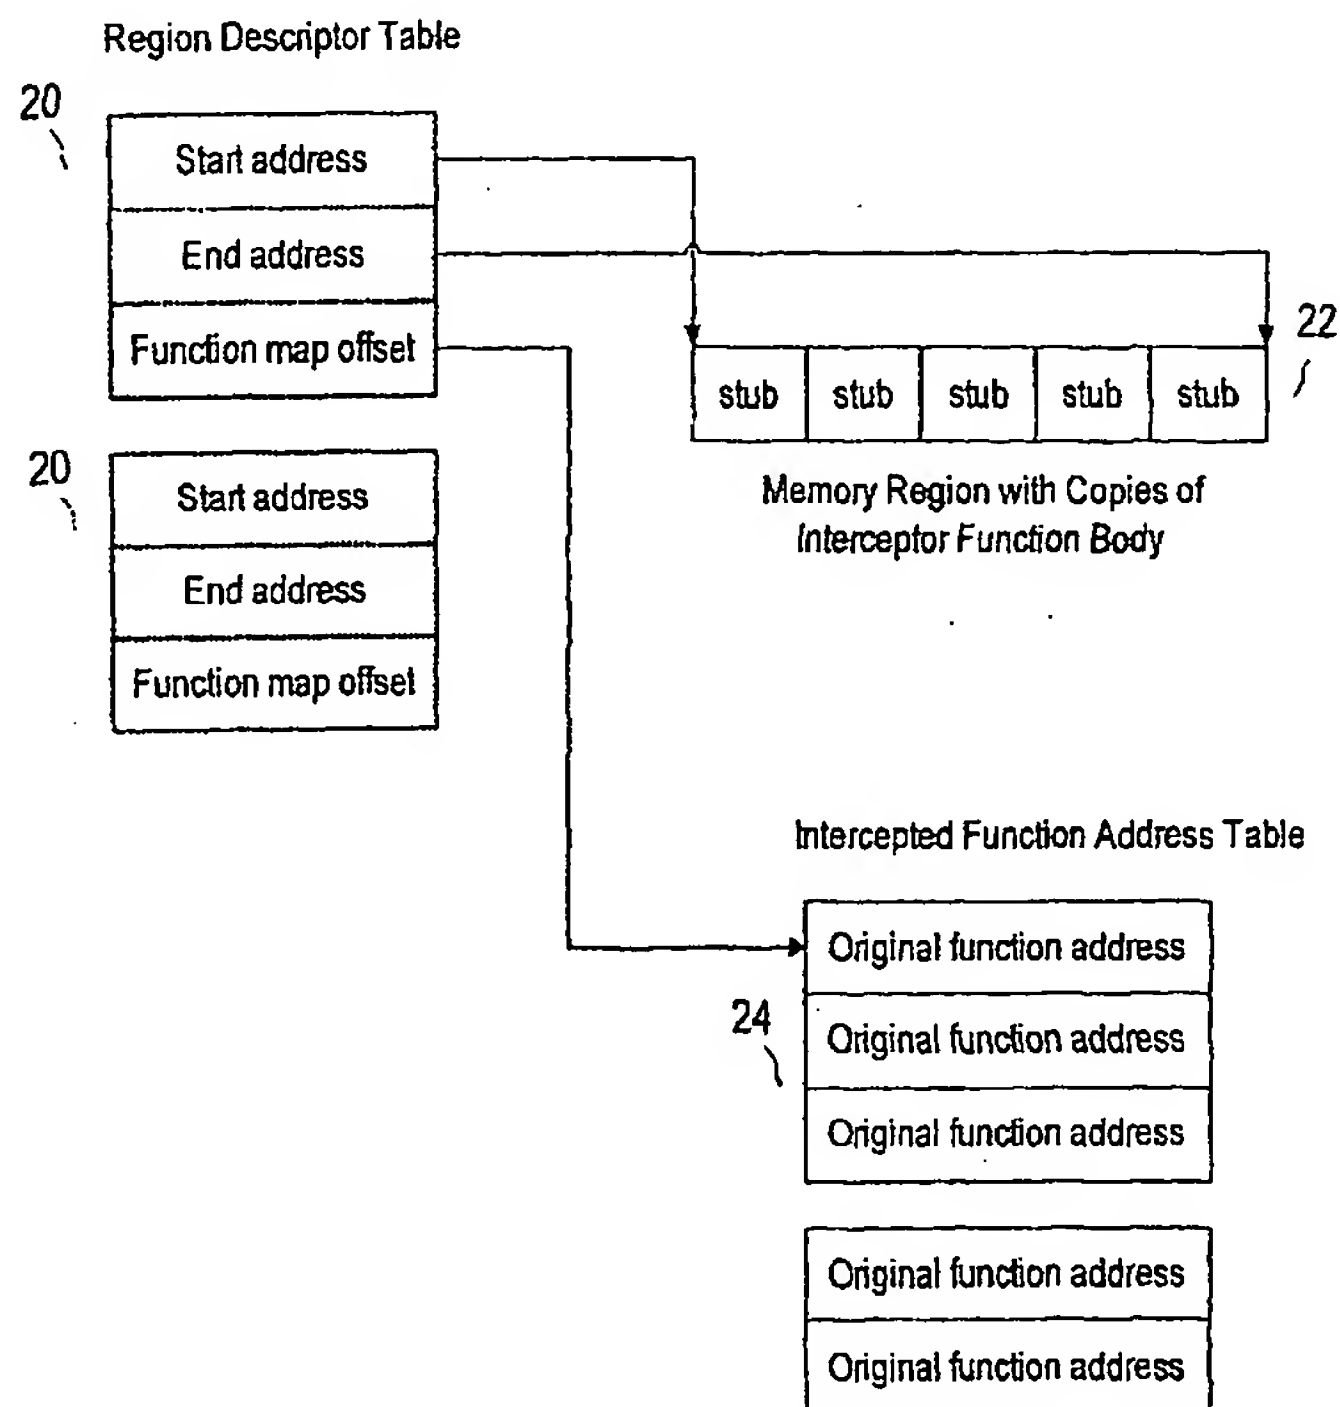 Region Descriptor Table
20
Start address
End address
Function map offset
22
stub stub stub stub stub
Memory Region with Copies of
Interceptor Function Body
20
Start address
End address
Function map offset
Intercepted Function Address Table
Original function address
24
Original function address
Original function address
Original function address
Original function address